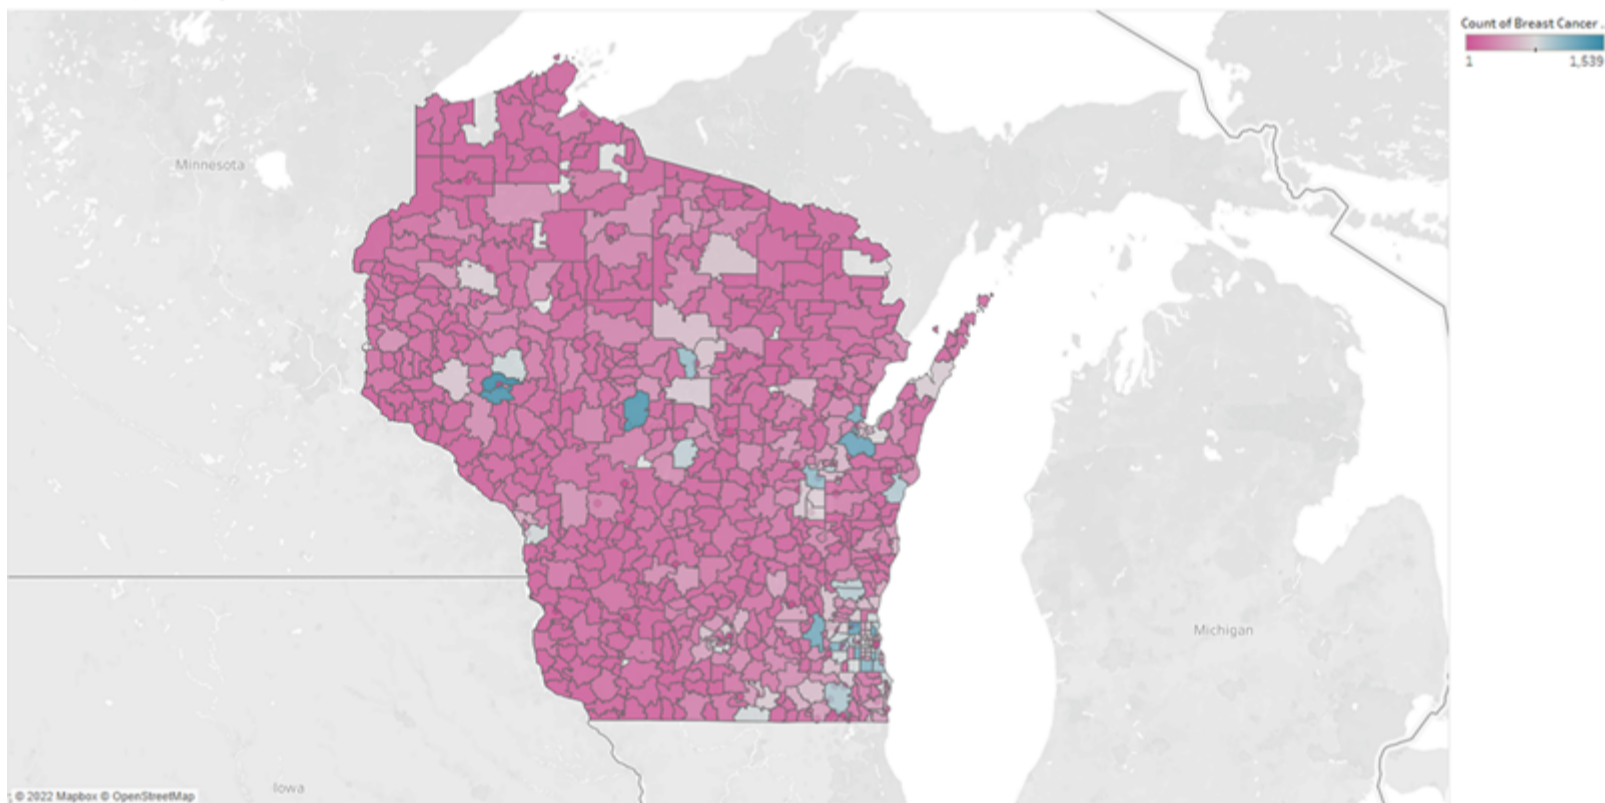 Count of Breast Cancer .
1 1,539
Minnesota
Michigan
Iowa
© 2022 Mapbox © OpenStreetMap